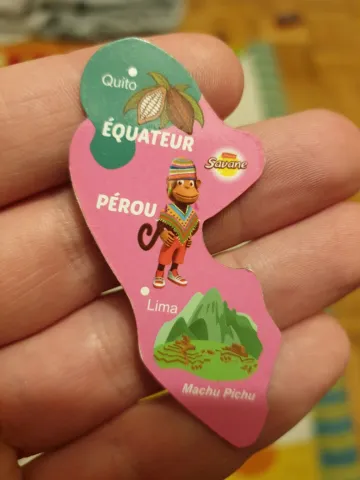 Quito
ÉQUATEUR
Savane
PÉROU
Lima
Machu Pichu